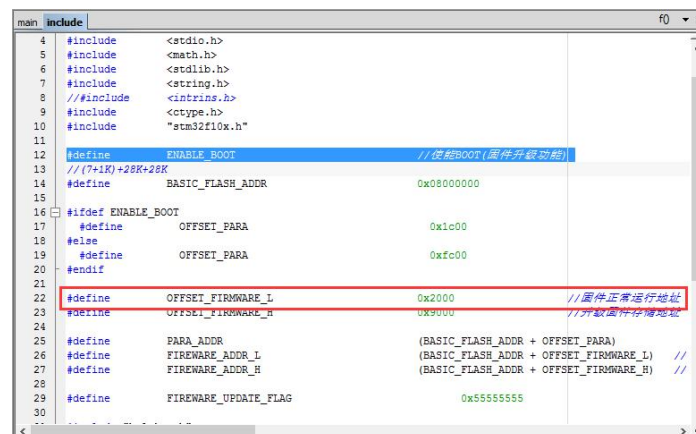 main include f()
4 #include <stdio.h>
5 #include <math.h>
6 #include <stdlib.h>
7 #include <string.h>
8 //#include <intrins.h>
9 #include <ctype.h>
10 #include "stm32f10x.h"
11
12 #define ENABLE_BOOT //使能BOOT(固件升级功能)
13 //(7+1K)+28K+28K
14 #define BASIC_FLASH_ADDR 0x08000000
15
16 #ifdef ENABLE_BOOT
17 #define OFFSET_PARA 0x1c00
18 #else
19 #define OFFSET_PARA 0xfc00
20 #endif
21
22 #define OFFSET_FIRMWARE_L 0x2000 //固件正常运行地址
23 #define OFFSET_FIRMWARE_H 0x9000 //升级固件存储地址
24
25 #define PARA_ADDR (BASIC_FLASH_ADDR + OFFSET_PARA)
26 #define FIREWARE_ADDR_L (BASIC_FLASH_ADDR + OFFSET_FIRMWARE_L) //
27 #define FIREWARE_ADDR_H (BASIC_FLASH_ADDR + OFFSET_FIRMWARE_H) //
28
29 #define FIREWARE_UPDATE_FLAG 0x55555555
30